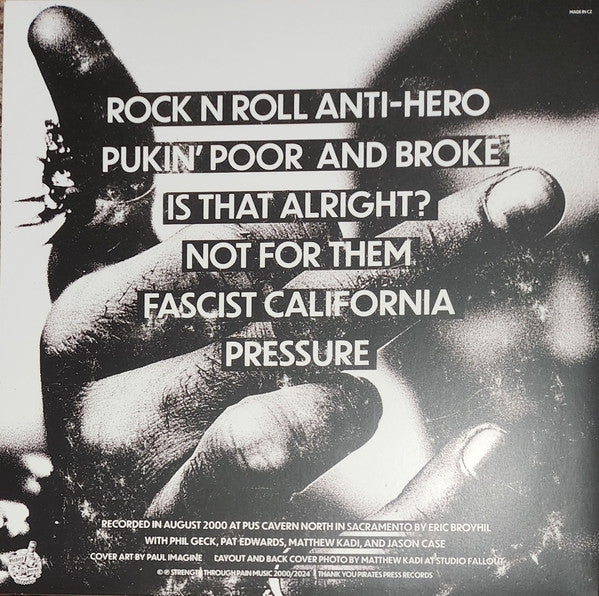 MADE IN CZ
ROCK N ROLL ANTI-HERO
PUKIN' POOR AND BROKE
IS THAT ALRIGHT?
NOT FOR THEM
FASCIST CALIFORNIA
PRESSURE
RECORDED IN AUGUST 2000 AT PUS CAVERN NORTH IN SACRAMENTO BY ERIC BROYHIL
WITH PHIL GECK, PAT EDWARDS, MATTHEW KADI, AND JASON CASE
COVER ART BY PAUL IMAGINE LAYOUT AND BACK COVER PHOTO BY MATTHEW KADI AT STUDIO FALLOUT
© ℗ STRENGTH THROUGH PAIN MUSIC 2000/2024 THANK YOU PIRATES PRESS RECORDS